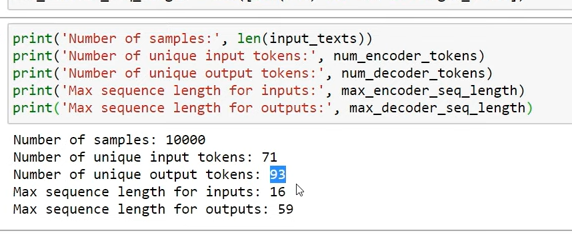 print('Number of samples:', len(input_texts))
print('Number of unique input tokens:', num_encoder_tokens)
print('Number of unique output tokens:', num_decoder_tokens)
print('Max sequence length for inputs:', max_encoder_seq_length)
print('Max sequence length for outputs:', max_decoder_seq_length)
Number of samples: 10000
Number of unique input tokens: 71
Number of unique output tokens: 93
Max sequence length for inputs: 16
Max sequence length for outputs: 59